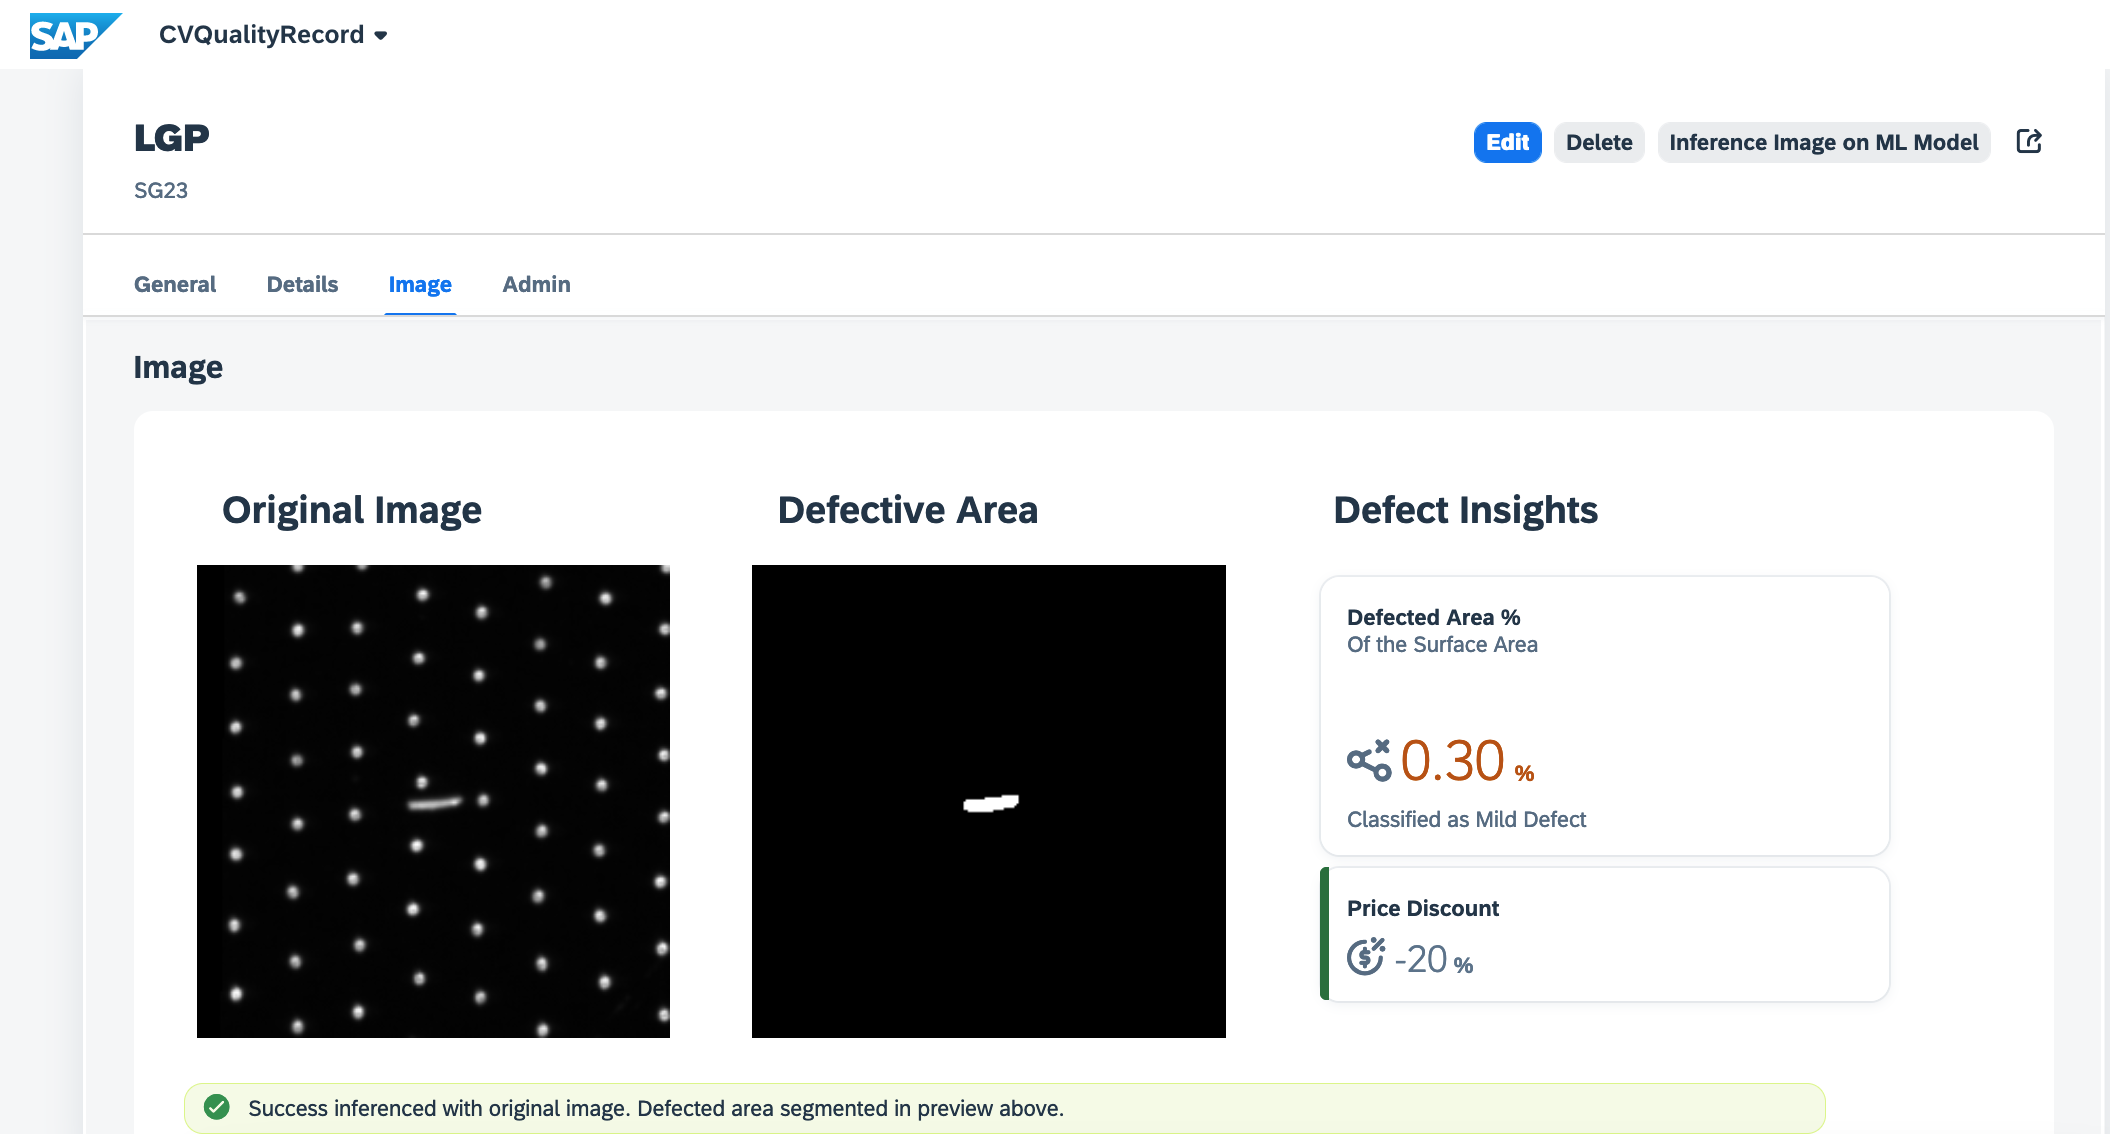 SAP
CVQualityRecord
LGP
SG23
Edit
Delete
Inference Image on ML Model
General
Details
Image
Admin
Image
Original Image
Defective Area
Defect Insights
Defected Area %
Of the Surface Area
0.30 %
Classified as Mild Defect
Price Discount
-20 %
Success inferenced with original image. Defected area segmented in preview above.